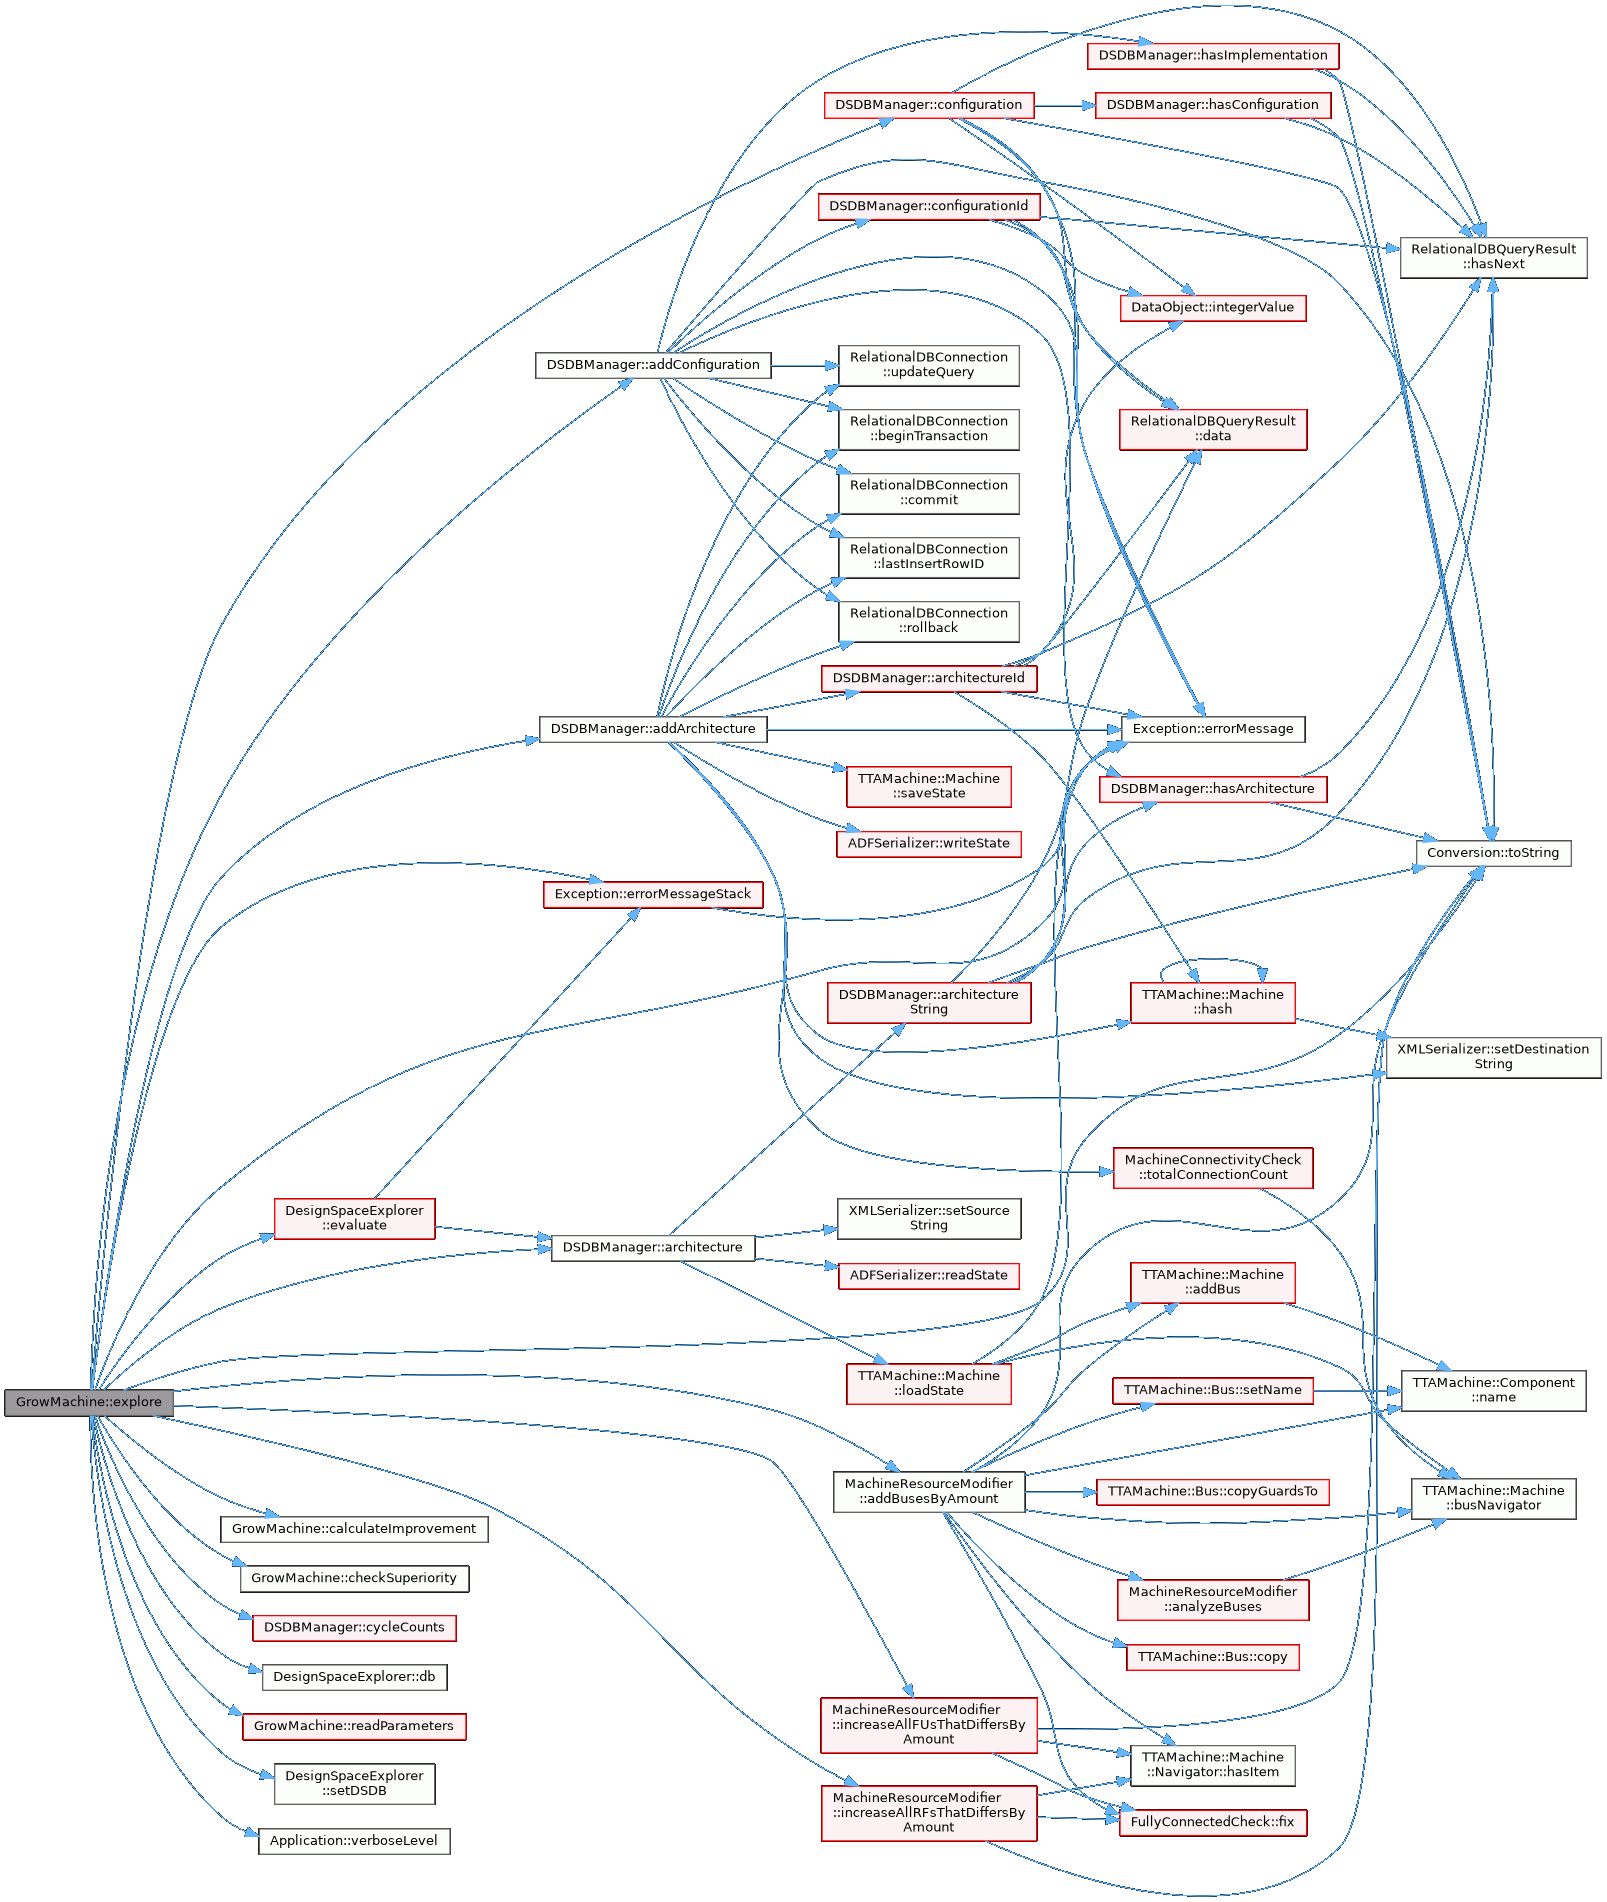 DSDBManager::hasImplementation
DSDBManager::configuration
DSDBManager::hasConfiguration
DSDBManager::configurationId
RelationalDBQueryResult
::hasNext
DataObject::integerValue
DSDBManager::addConfiguration
RelationalDBConnection
::updateQuery
RelationalDBConnection
::beginTransaction
RelationalDBQueryResult
::data
RelationalDBConnection
::commit
RelationalDBConnection
::lastInsertRowID
RelationalDBConnection
::rollback
DSDBManager::architectureId
DSDBManager::addArchitecture
Exception::errorMessage
TTAMachine::Machine
::saveState
DSDBManager::hasArchitecture
ADFSerializer::writeState
Conversion::toString
Exception::errorMessageStack
DSDBManager::architecture
String
TTAMachine::Machine
::hash
XMLSerializer::setDestination
String
MachineConnectivityCheck
::totalConnectionCount
DesignSpaceExplorer
::evaluate
XMLSerializer::setSource
String
DSDBManager::architecture
ADFSerializer::readState
TTAMachine::Machine
::addBus
TTAMachine::Machine
::loadState
TTAMachine::Bus::setName
TTAMachine::Component
::name
GrowMachine::explore
MachineResourceModifier
::addBusesByAmount
TTAMachine::Bus::copyGuardsTo
TTAMachine::Machine
::busNavigator
GrowMachine::calculateImprovement
GrowMachine::checkSuperiority
MachineResourceModifier
::analyzeBuses
DSDBManager::cycleCounts
TTAMachine::Bus::copy
DesignSpaceExplorer::db
GrowMachine::readParameters
MachineResourceModifier
::increaseAllFUsThatDiffersBy
Amount
TTAMachine::Machine
::Navigator::hasItem
DesignSpaceExplorer
::setDSDB
MachineResourceModifier
::increaseAllRFsThatDiffersBy
Amount
FullyConnectedCheck::fix
Application::verboseLevel